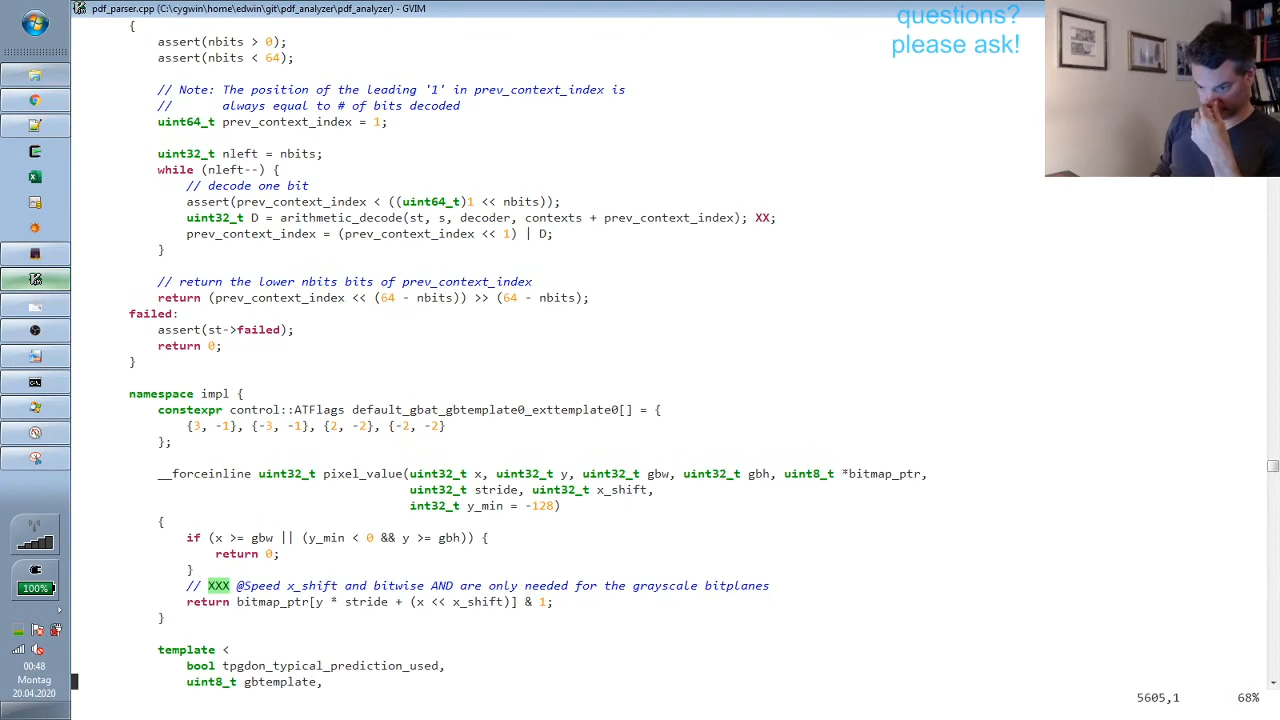 pdf_parser.cpp (C:\cygwin\home\edwin\git\pdf_analyzer\pdf_analyzer) - GVIM
questions?
please ask!
{
assert(nbits > 0);
assert(nbits < 64);
// Note: The position of the leading '1' in prev_context_index is
//       always equal to # of bits decoded
uint64_t prev_context_index = 1;
uint32_t nleft = nbits;
while (nleft--) {
// decode one bit
assert(prev_context_index < ((uint64_t)1 << nbits));
uint32_t D = arithmetic_decode(st, s, decoder, contexts + prev_context_index); XX;
prev_context_index = (prev_context_index << 1) | D;
}
// return the lower nbits bits of prev_context_index
return (prev_context_index << (64 - nbits)) >> (64 - nbits);
failed:
assert(st->failed);
return 0;
}
namespace impl {
constexpr control::ATFlags default_gbat_gbtemplate0_exttemplate0[] = {
{3, -1}, {-3, -1}, {2, -2}, {-2, -2}
};
__forceinline uint32_t pixel_value(uint32_t x, uint32_t y, uint32_t gbw, uint32_t gbh, uint8_t *bitmap_ptr,
uint32_t stride, uint32_t x_shift,
int32_t y_min = -128)
{
if (x >= gbw || (y_min < 0 && y >= gbh)) {
return 0;
}
// XXX @Speed x_shift and bitwise AND are only needed for the grayscale bitplanes
return bitmap_ptr[y * stride + (x << x_shift)] & 1;
}
template <
bool tpgdon_typical_prediction_used,
uint8_t gbtemplate,
5605,1 68%
100%
00:48
Montag
20.04.2020